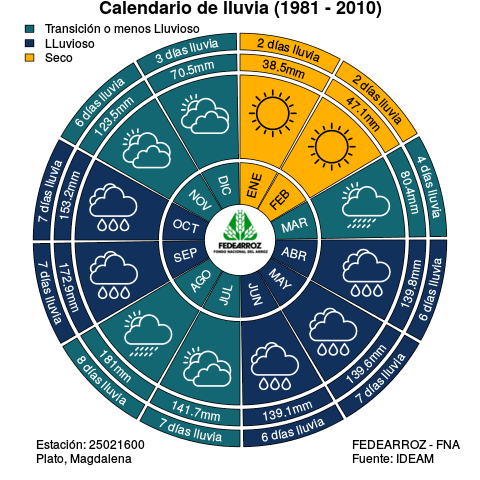 Calendario de lluvia (1981 - 2010)
Transición o menos Lluvioso
LLuvioso
Seco
2 días lluvia
38.5mm
ENE
2 días lluvia
47.1mm
FEB
4 días lluvia
80.4mm
MAR
6 días lluvia
139.8mm
ABR
7 días lluvia
139.6mm
MAY
6 días lluvia
139.1mm
JUN
7 días lluvia
141.7mm
JUL
8 días lluvia
181mm
AGO
7 días lluvia
172.9mm
SEP
7 días lluvia
153.2mm
OCT
6 días lluvia
123.5mm
NOV
3 días lluvia
70.5mm
DIC
FEDEARROZ
FONDO NACIONAL DEL ARROZ
Estación: 25021600
Plato, Magdalena
FEDEARROZ - FNA
Fuente: IDEAM